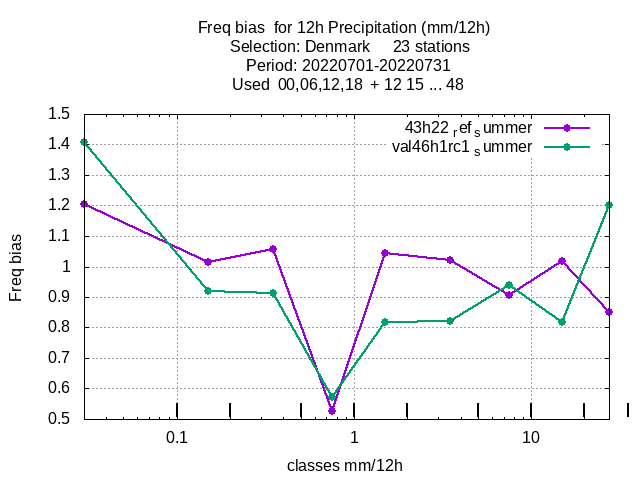 Freq bias  for 12h Precipitation (mm/12h)
Selection: Denmark     23 stations
Period: 20220701-20220731
Used  00,06,12,18  + 12 15 ... 48
1.5
43h22 ref summer
1.4
val46h1rc1 summer
1.3
1.2
1.1
1
0.9
0.8
0.7
0.6
0.5
Freq bias
0.1 1 10
classes mm/12h